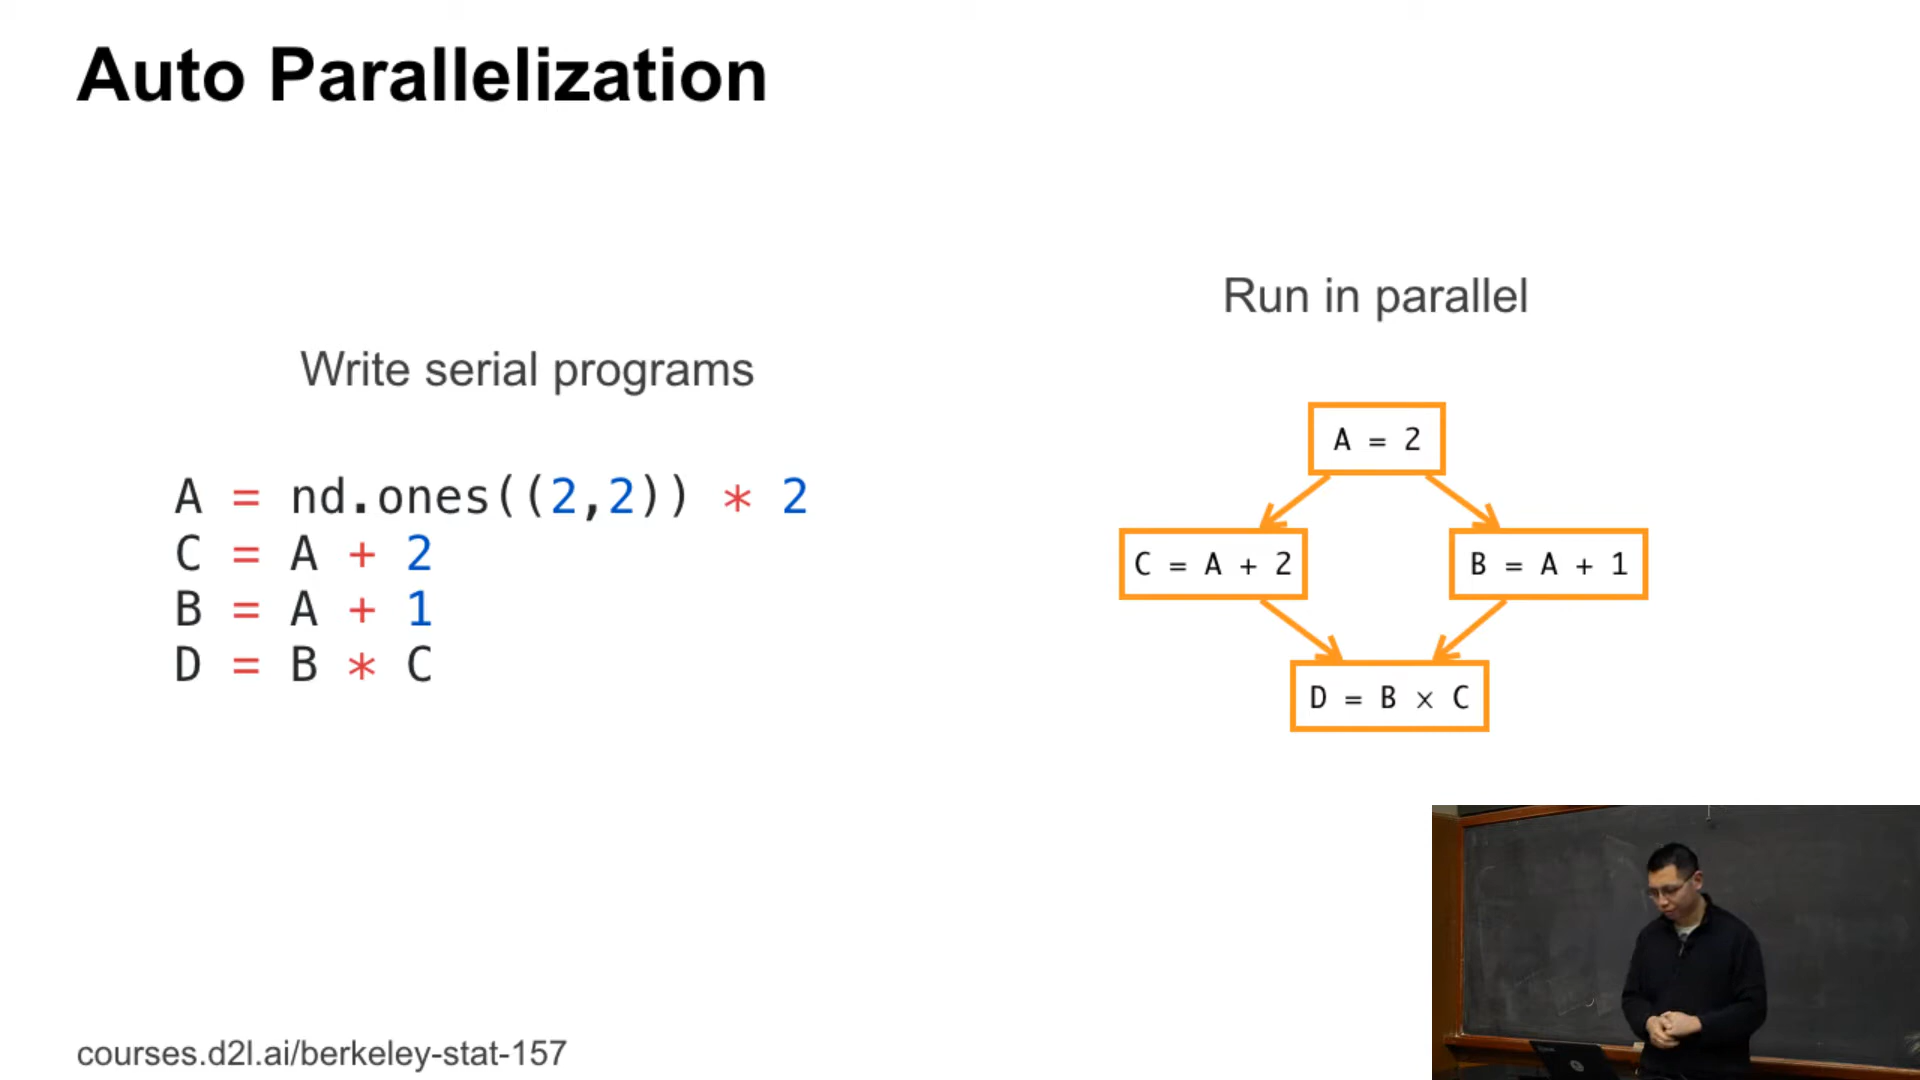 Auto Parallelization
Write serial programs
A = nd.ones((2,2)) * 2
C = A + 2
B = A + 1
D = B * C
Run in parallel
A = 2
C = A + 2
B = A + 1
D = B × C
courses.d2l.ai/berkeley-stat-157